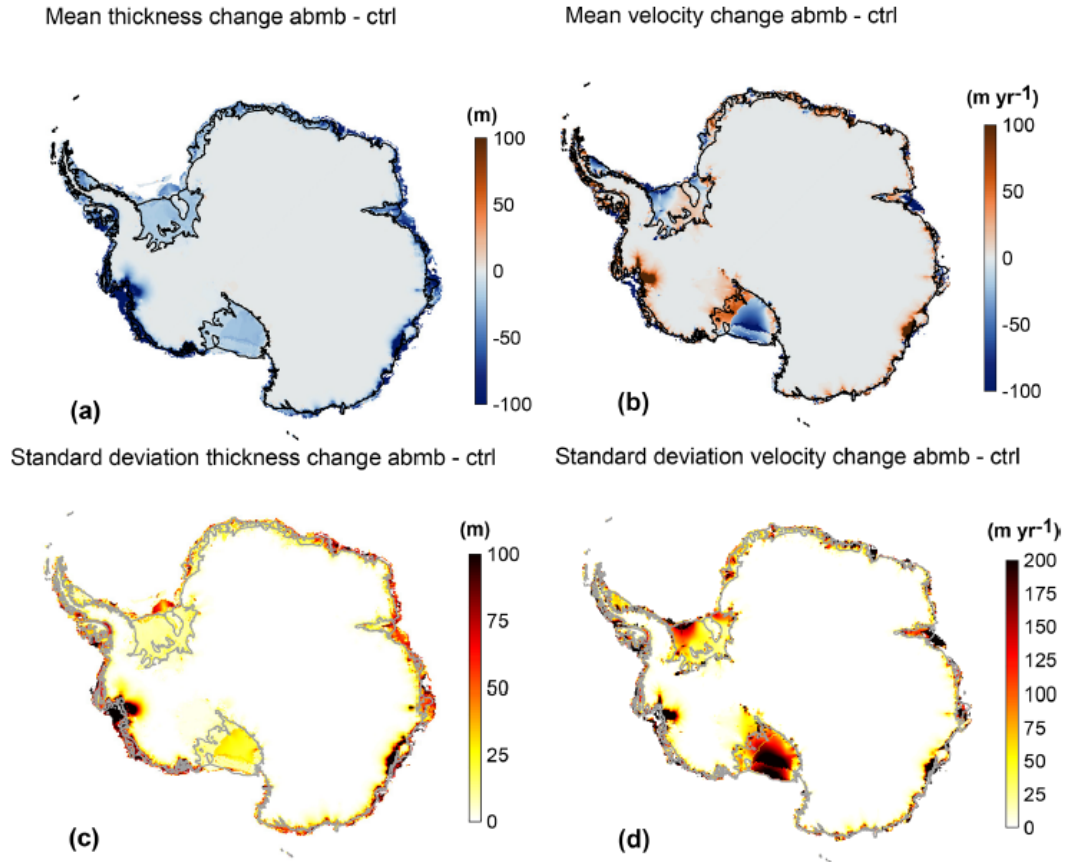 Mean thickness change abmb - ctrl
Mean velocity change abmb - ctrl
(m)
100
50
0
-50
-100
(a)
(m yr-1)
100
50
0
-50
-100
(b)
Standard deviation thickness change abmb - ctrl
Standard deviation velocity change abmb - ctrl
(m)
100
75
50
25
0
(c)
(m yr-1)
200
175
150
125
100
75
50
25
0
(d)